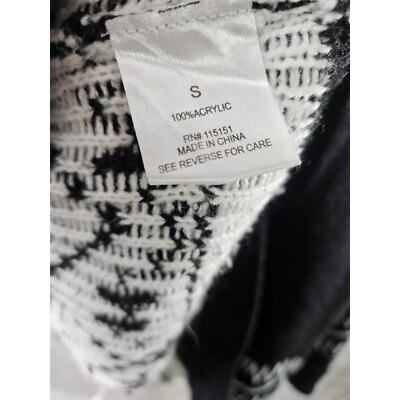 S
100%ACRYLIC
RN# 115151
MADE IN CHINA
SEE REVERSE FOR CARE